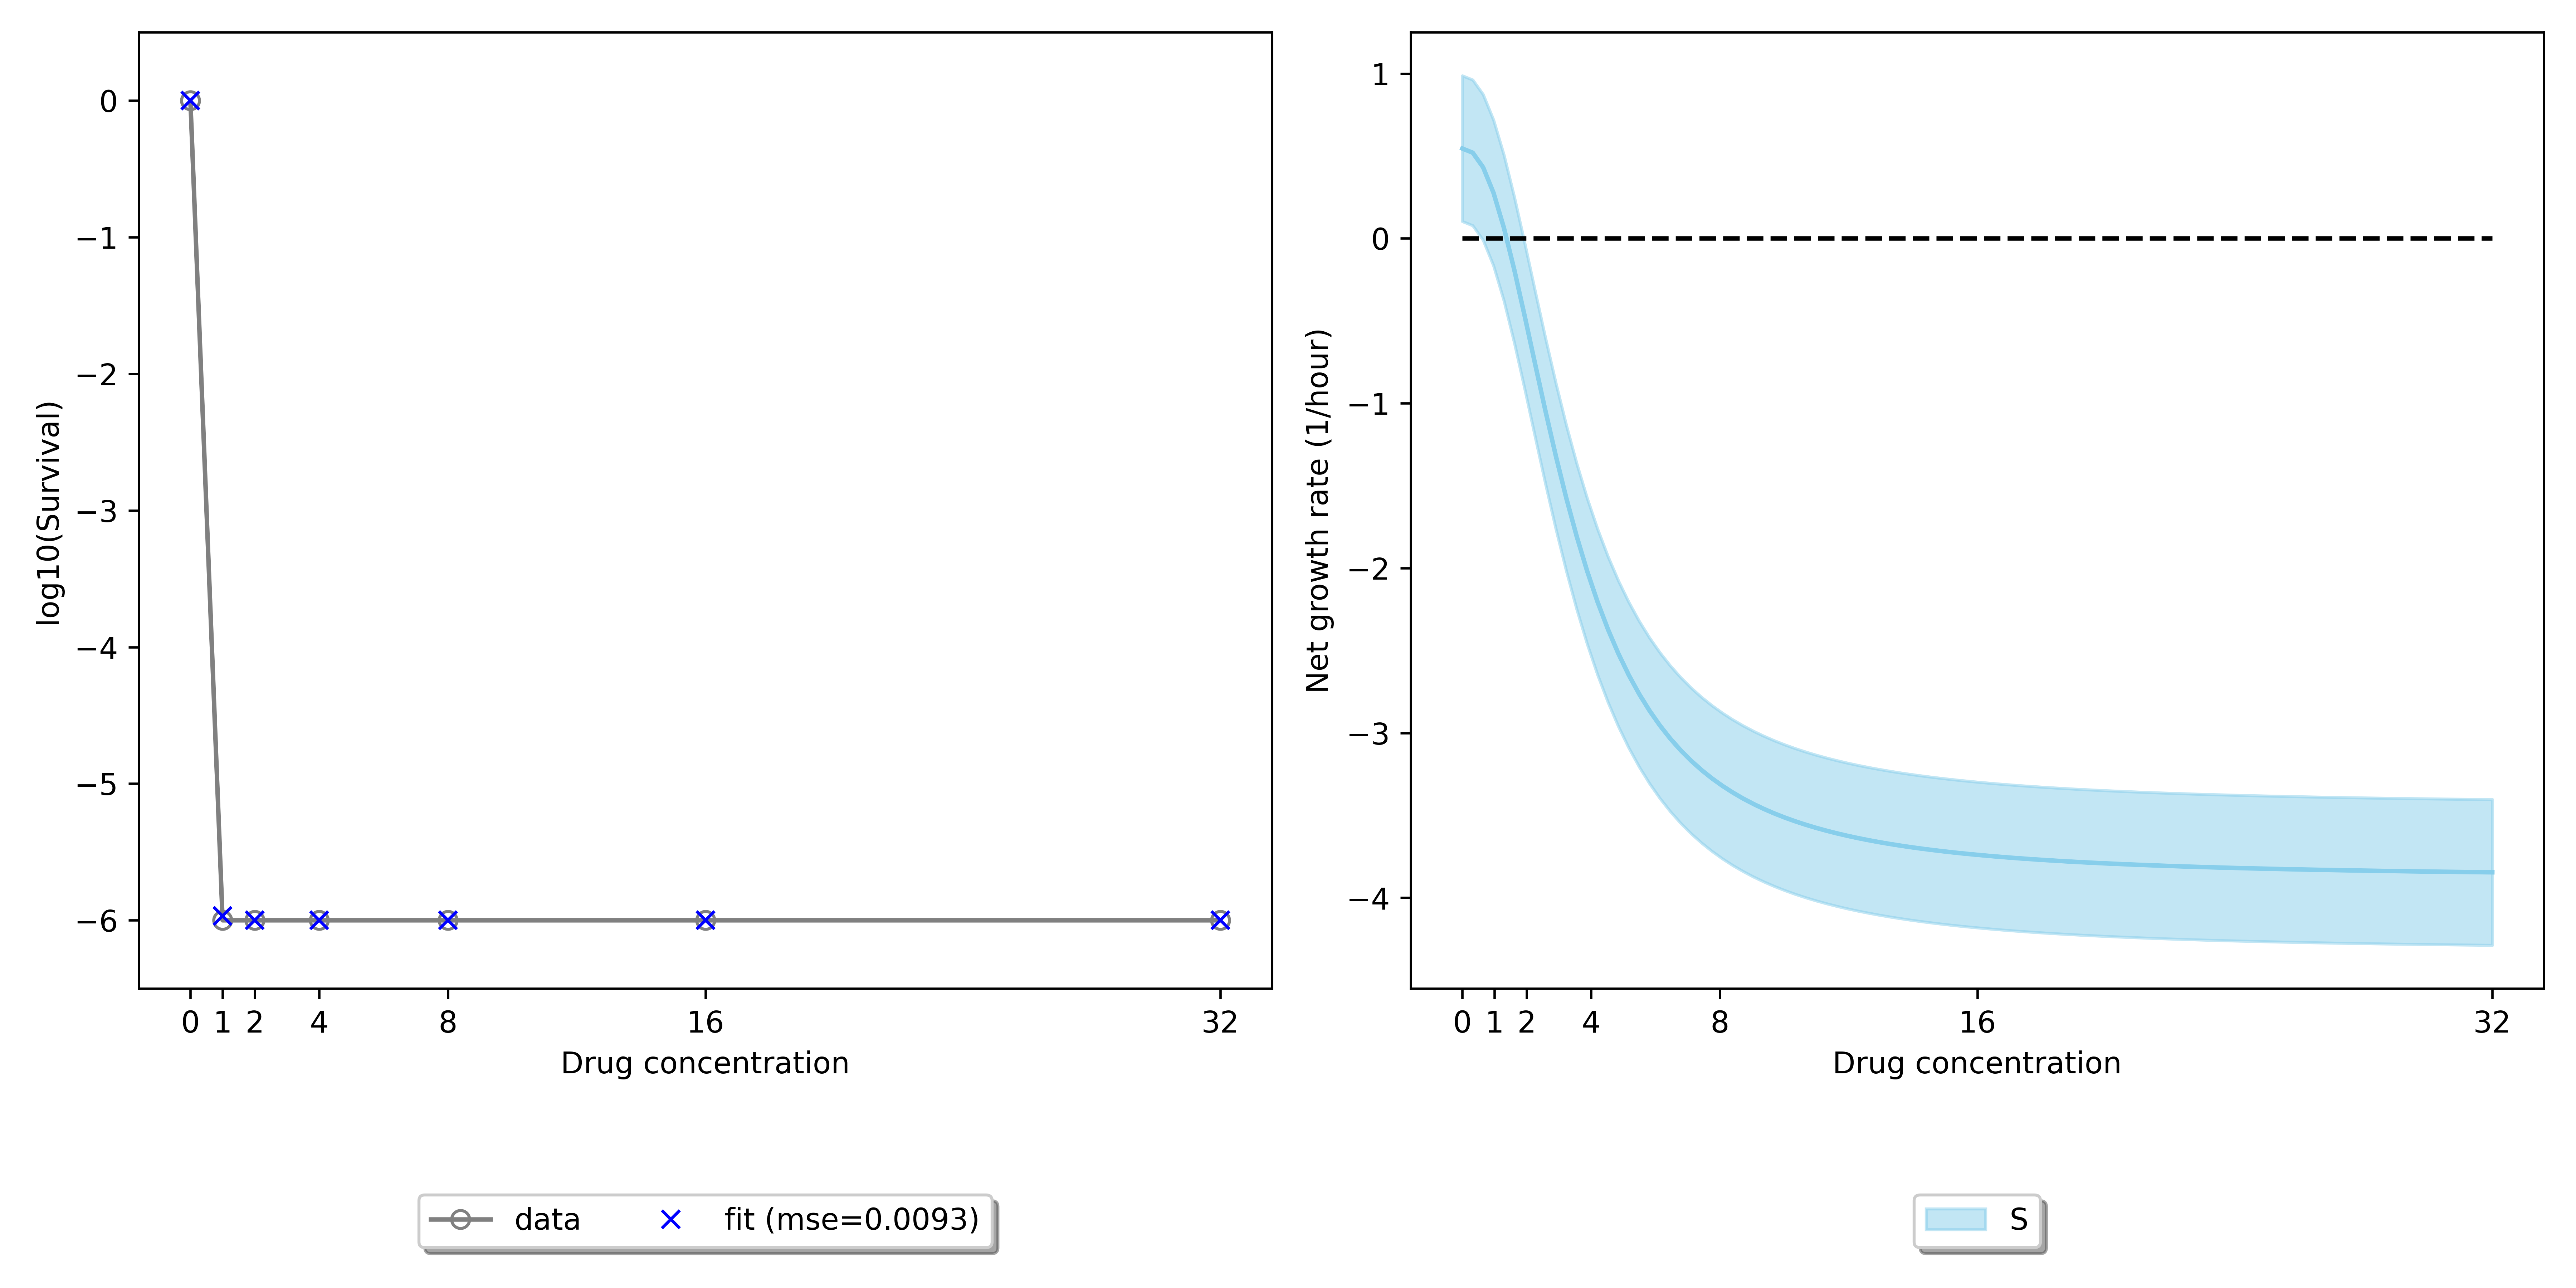 0
−1
−2
−3
−4
−5
−6
log10(Survival)
0 1 2 4 8 16 32
Drug concentration
data fit (mse=0.0093)
1
0
−1
−2
−3
−4
Net growth rate (1/hour)
0 1 2 4 8 16 32
Drug concentration
S